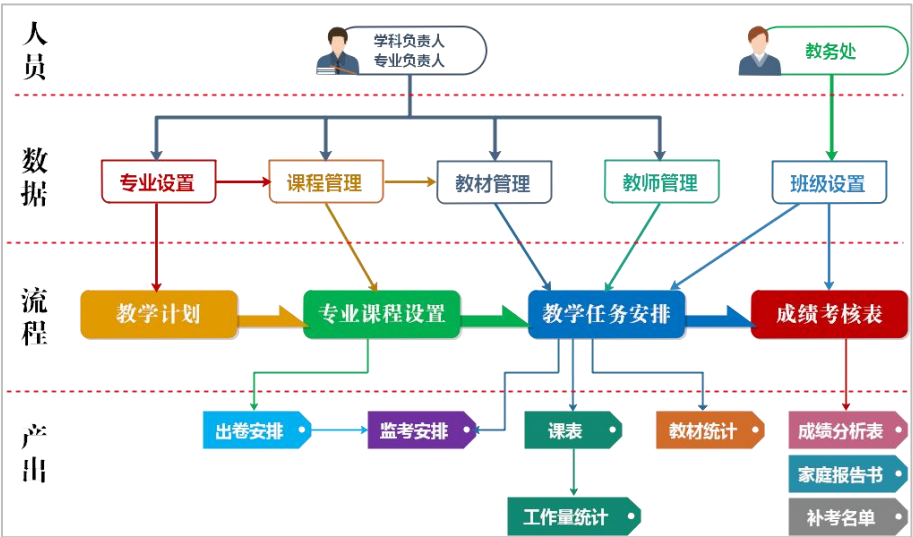 人员
学科负责人
专业负责人
教务处
数据
专业设置
课程管理
教材管理
教师管理
班级设置
流程
教学计划
专业课程设置
教学任务安排
成绩考核表
产出
出卷安排
监考安排
课表
教材统计
成绩分析表
家庭报告书
工作量统计
补考名单